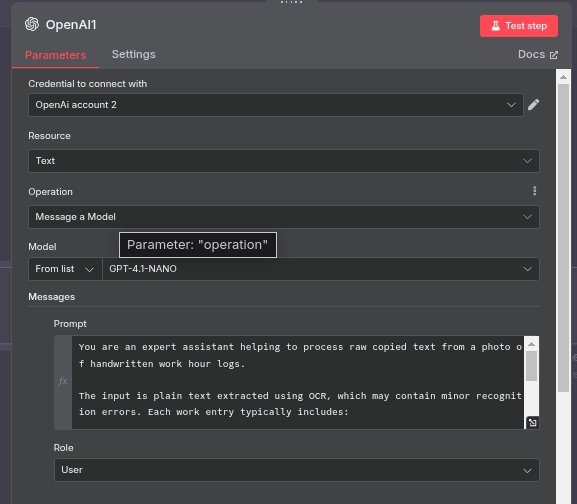 OpenAI1
Test step
Parameters
Settings
Docs
Credential to connect with
OpenAi account 2
Resource
Text
Operation
Message a Model
Parameter: "operation"
Model
From list
GPT-4.1-NANO
Messages
Prompt
You are an expert assistant helping to process raw copied text from a photo o
f handwritten work hour logs.
The input is plain text extracted using OCR, which may contain minor recognit
ion errors. Each work entry typically includes:
fx
Role
User